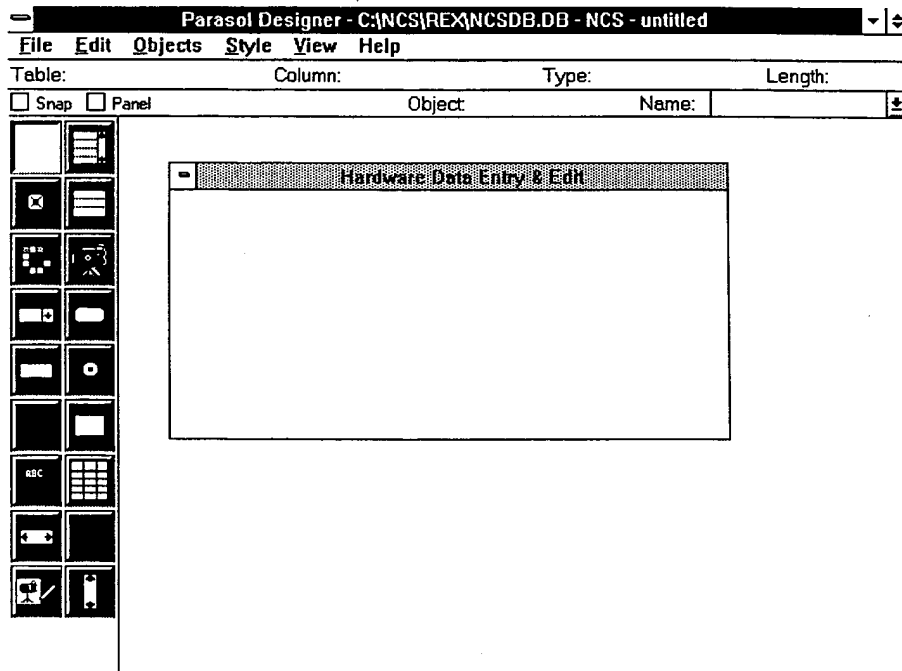 Parasol Designer - C:\NCS\REX\NCSDB.DB - NCS - untitled
File Edit Objects Style View Help
Table: Column: Type: Length:
Snap Panel Object: Name:
Hardware Data Entry & Edit
ABC